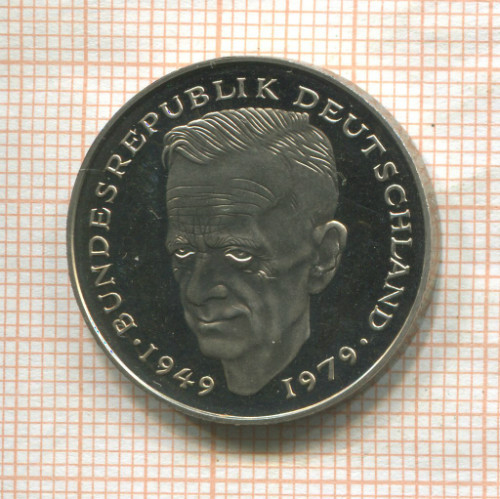 BUNDESREPUBLIK DEUTSCHLAND
· 1949 1979 ·